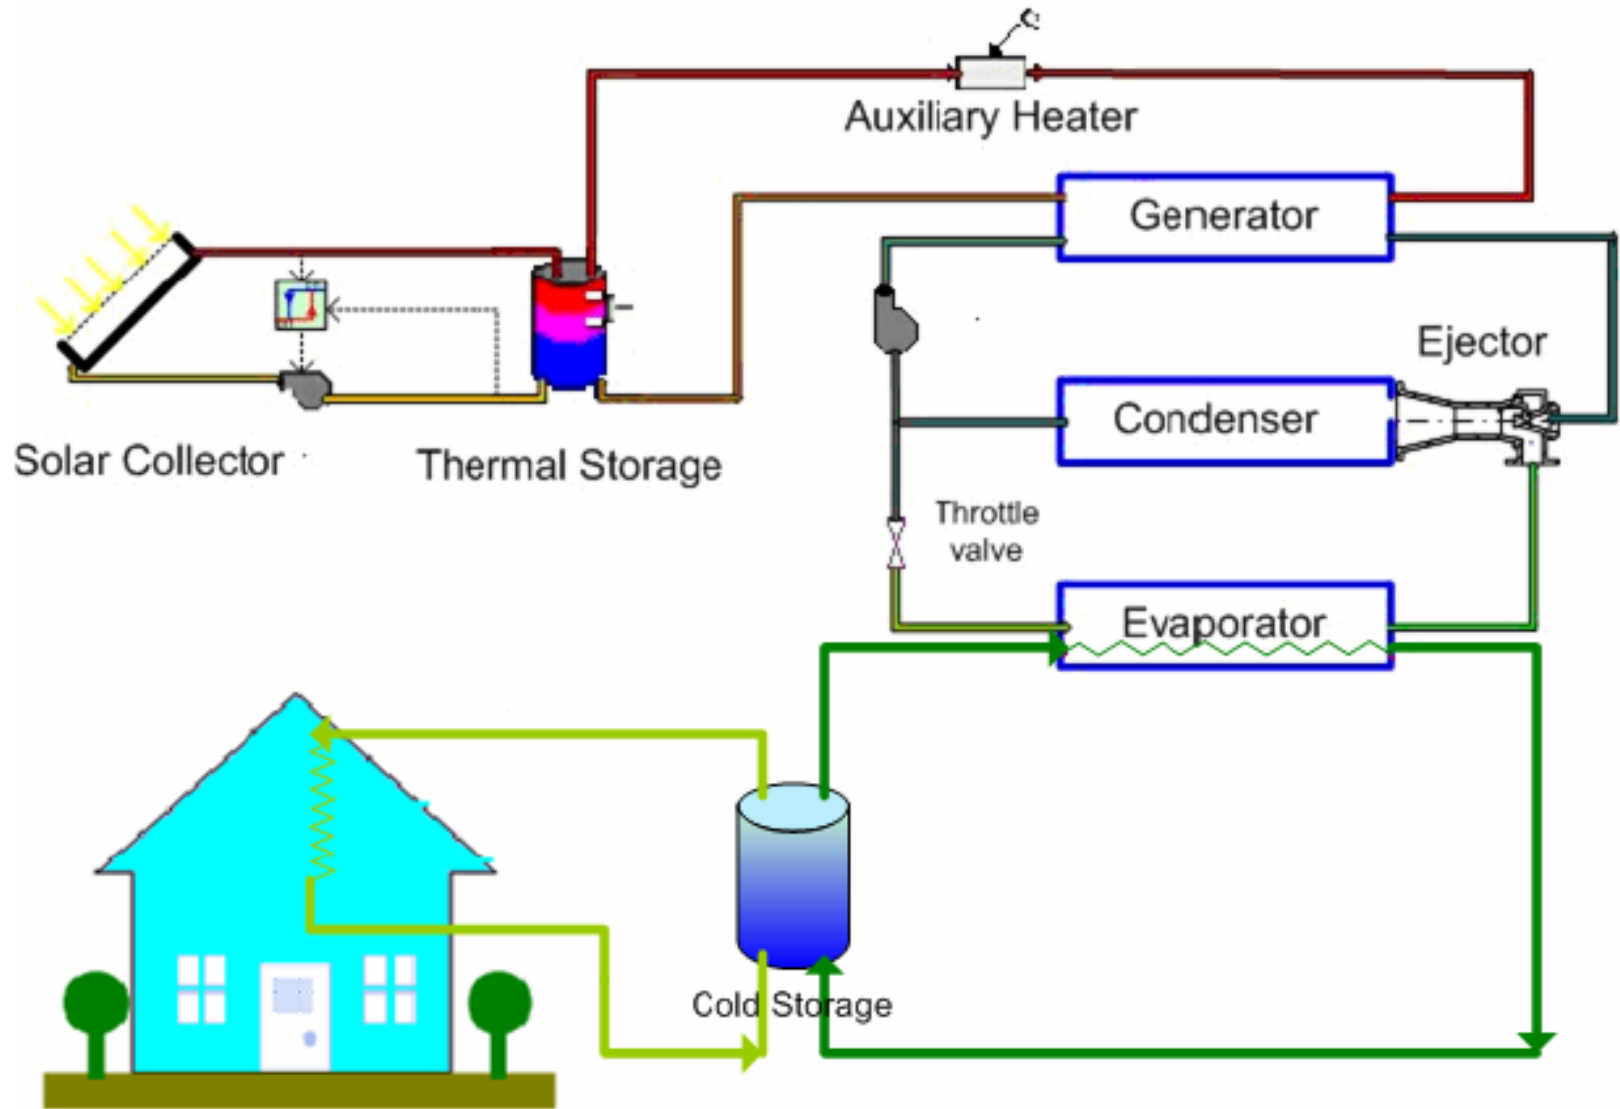 Auxiliary Heater
Generator
Ejector
Condenser
Solar Collector
Thermal Storage
Throttle
valve
Evaporator
Cold Storage